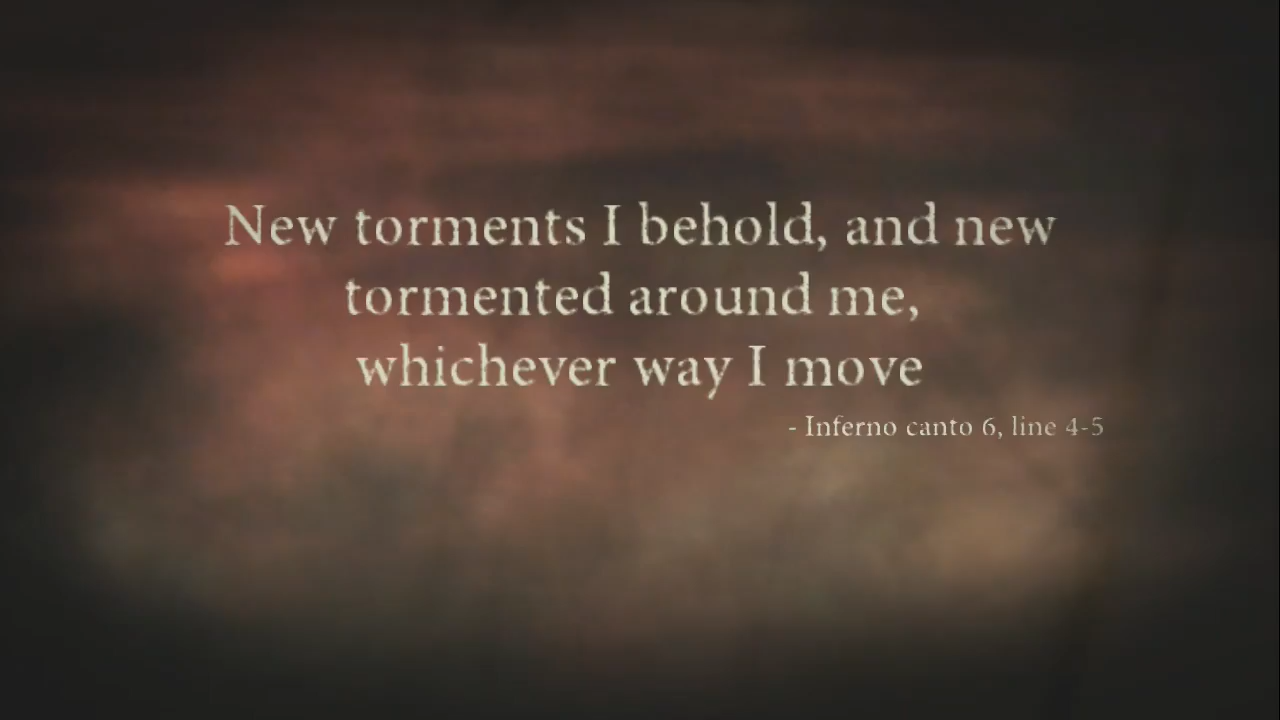 New torments I behold, and new
tormented around me,
whichever way I move
- Inferno canto 6, line 4-5